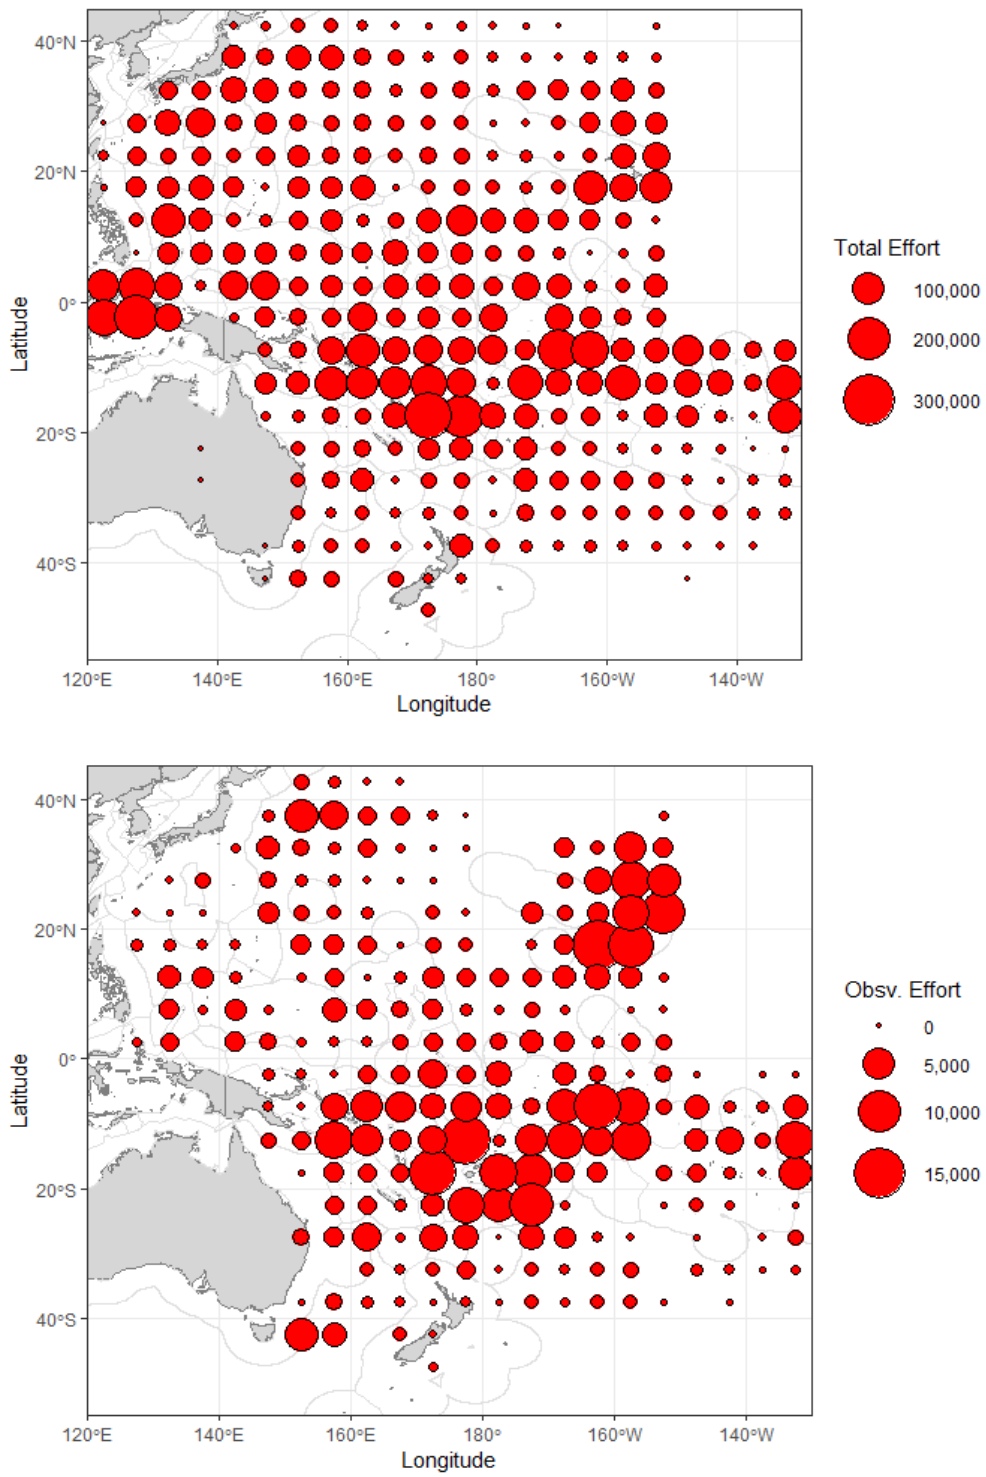 40°N
20°N
0°
20°S
40°S
Latitude
120°E 140°E 160°E 180° 160°W 140°W
Longitude
Total Effort
100,000
200,000
300,000
40°N
20°N
0°
20°S
40°S
Latitude
120°E 140°E 160°E 180° 160°W 140°W
Longitude
Obsv. Effort
0
5,000
10,000
15,000